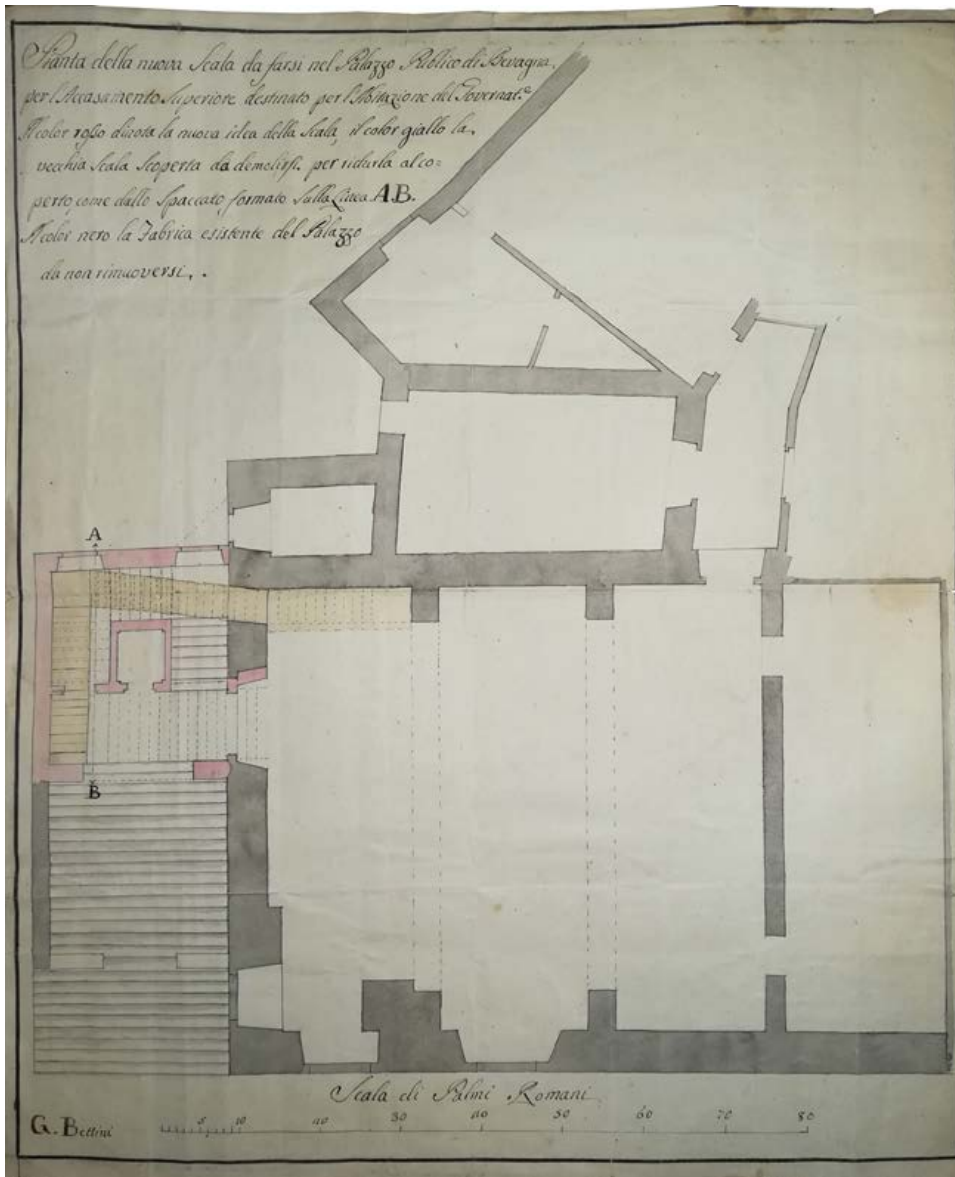 Pianta della nuova Scala da farsi nel Palazzo Publico di Bevagna,
per l'Accasamento Superiore destinato per l'Abitazione del Governat.e
Il color rosso dinota la nuova idea della Scala, il color giallo la
vecchia Scala Scoperta da demolirsi per ridurla al co=
perto, come dallo Spaccato, formato Sulla Linea A.B.
Il color nero la Fabrica esistente del Palazzo
da non rimuoversi, .
A
B
Scala di Palmi Romani
G. Bettini
5 10 20 30 40 50 60 70 80